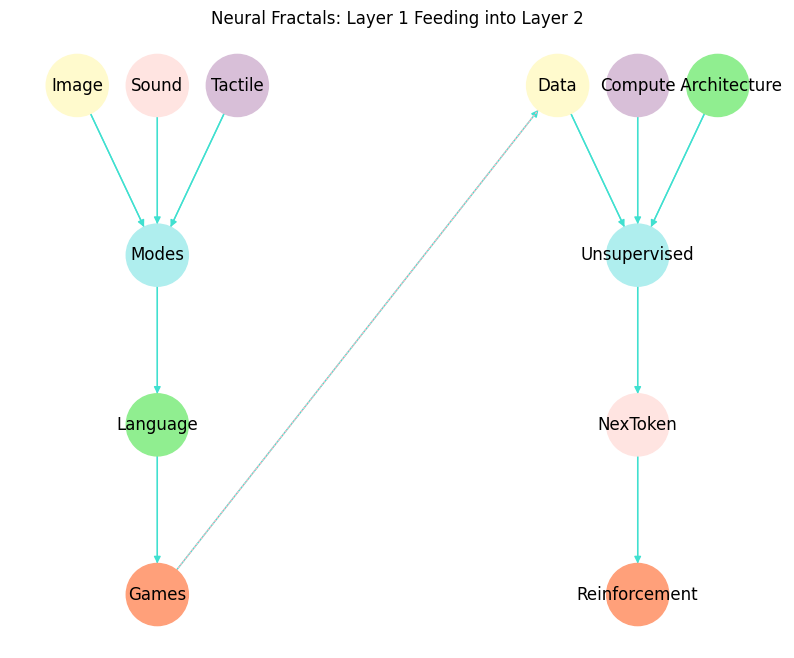 Neural Fractals: Layer 1 Feeding into Layer 2
Image
Sound
Tactile
Data
Compute
Architecture
Modes
Unsupervised
Language
NexToken
Games
Reinforcement